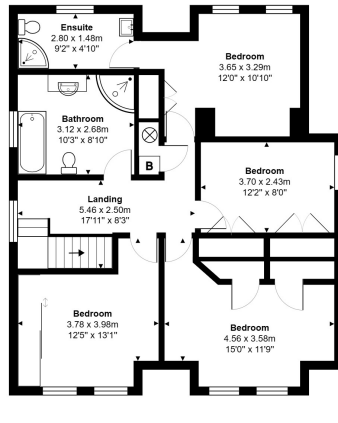 Ensuite
2.80 x 1.48m
9'2" x 4'10"
Bedroom
3.65 x 3.29m
12'0" x 10'10"
Bathroom
3.12 x 2.68m
10'3" x 8'10"
B
Bedroom
3.70 x 2.43m
12'2" x 8'0"
Landing
5.46 x 2.50m
17'11" x 8'3"
Bedroom
3.78 x 3.98m
12'5" x 13'1"
Bedroom
4.56 x 3.58m
15'0" x 11'9"